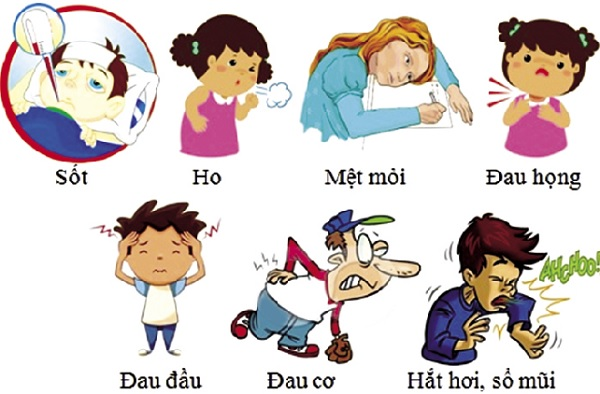 Sốt
Ho
Mệt mỏi
Đau họng
AHCHOO!
Đau đầu
Đau cơ
Hắt hơi, sổ mũi